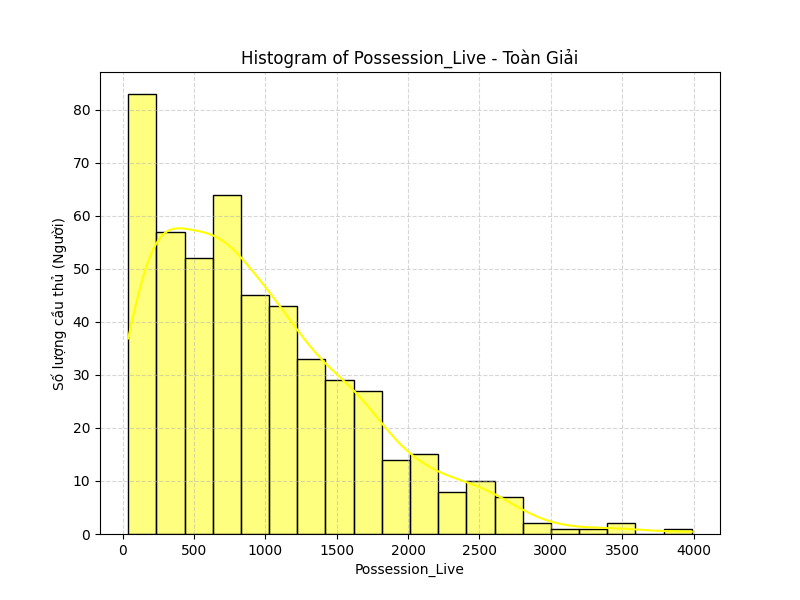 Histogram of Possession_Live - Toàn Giải
Số lượng cầu thủ (Người)
80
70
60
50
40
30
20
10
0
0 500 1000 1500 2000 2500 3000 3500 4000
Possession_Live